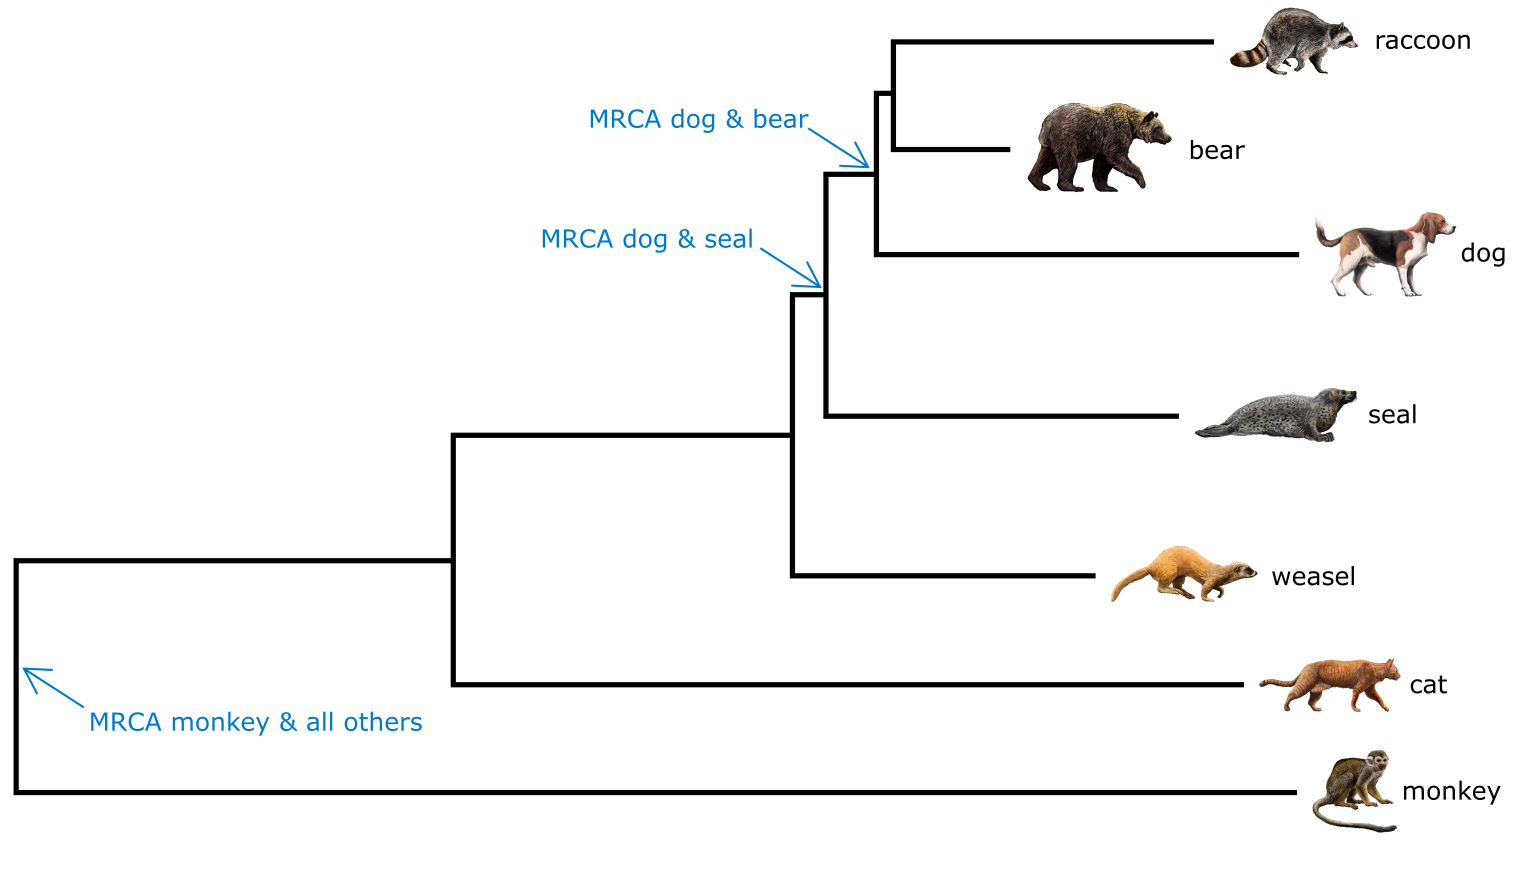 raccoon
MRCA dog & bear
bear
MRCA dog & seal
dog
seal
weasel
cat
MRCA monkey & all others
monkey